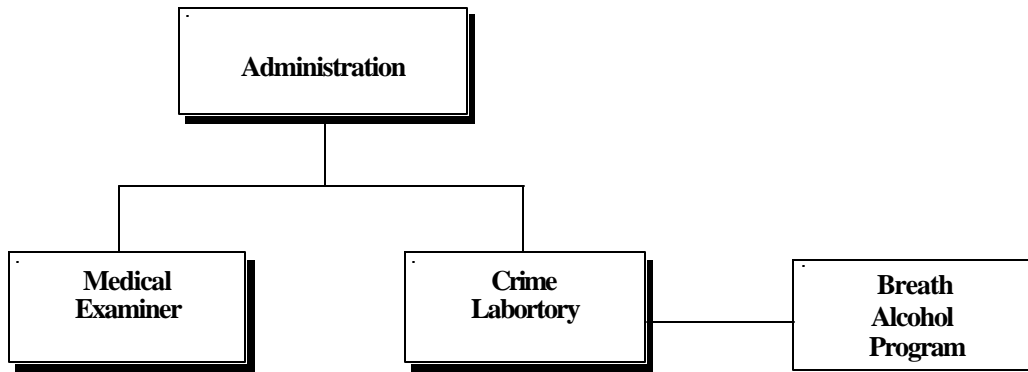 Administration
Medical
Examiner
Crime
Labortory
Breath
Alcohol
Program